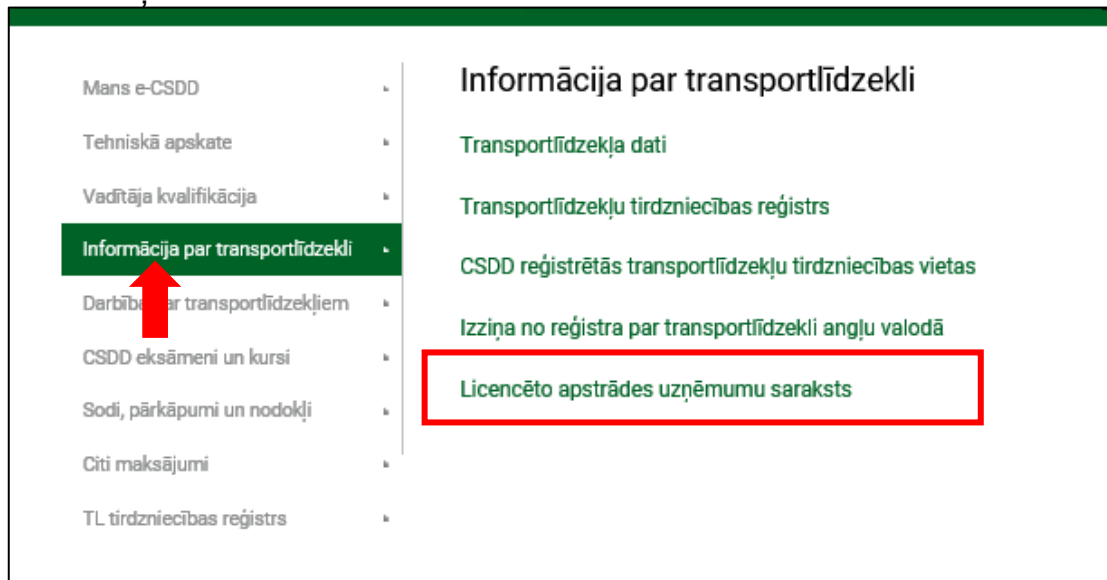 Mans e-CSDD
Tehniskā apskate
Vadītāja kvalifikācija
Informācija par transportlīdzekli
transportlīdzekļiem
CSDD eksāmeni un kursi
Sodi, pārkāpumi un nodokļi
Citi maksājumi
TL tirdzniecības reģistrs
Informācija par transportlīdzekli
Transportlīdzekļa dati
Transportlīdzekļu tirdzniecības reģistrs
CSDD reģistrētās transportlīdzekļu tirdzniecības vietas
Izziņa no reģistra par transportlīdzekli angļu valodā
Licencēto apstrādes uzņēmumu saraksts